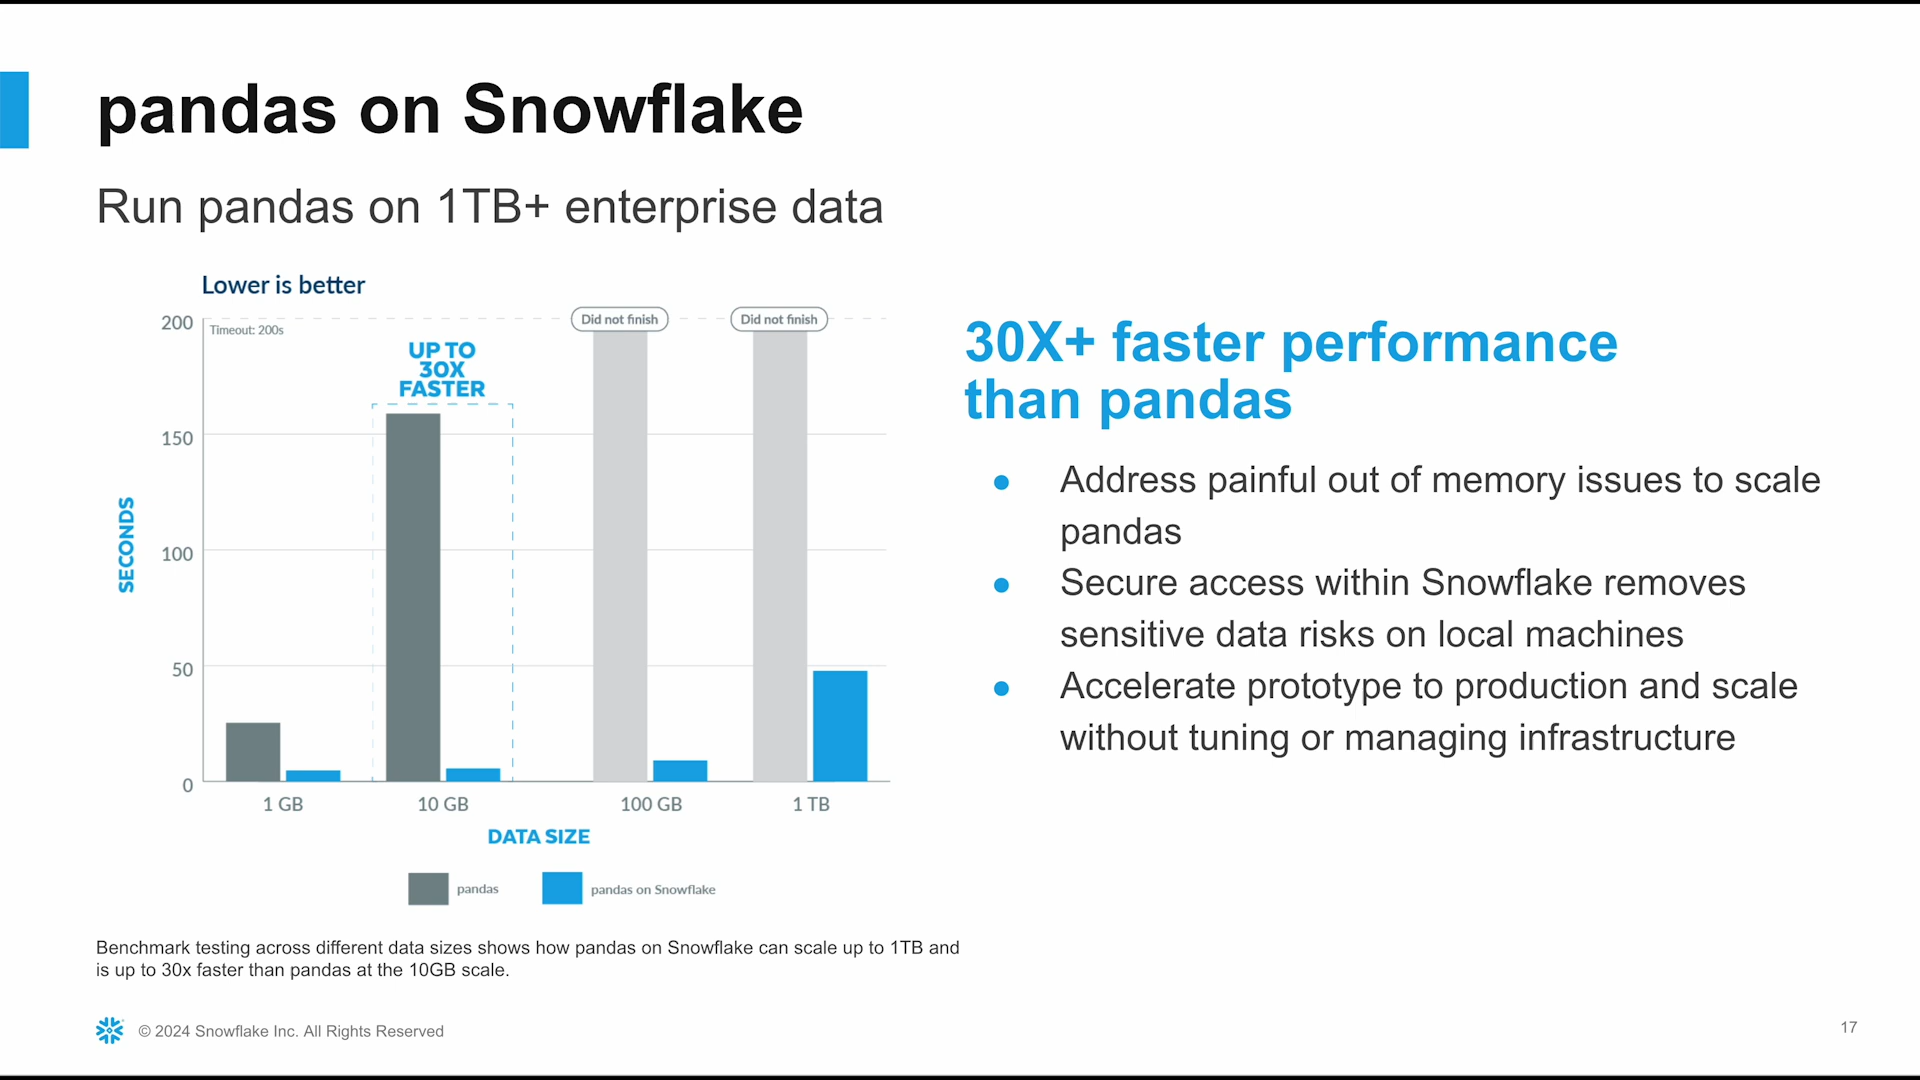 pandas on Snowflake
Run pandas on 1TB+ enterprise data
Lower is better
200
Timeout: 200s
Did not finish
Did not finish
UP TO
30X
FASTER
150
100
50
0
SECONDS
1 GB
10 GB
100 GB
1 TB
DATA SIZE
pandas
pandas on Snowflake
Benchmark testing across different data sizes shows how pandas on Snowflake can scale up to 1TB and
is up to 30x faster than pandas at the 10GB scale.
30X+ faster performance
than pandas
● Address painful out of memory issues to scale
pandas
● Secure access within Snowflake removes
sensitive data risks on local machines
● Accelerate prototype to production and scale
without tuning or managing infrastructure
© 2024 Snowflake Inc. All Rights Reserved
17